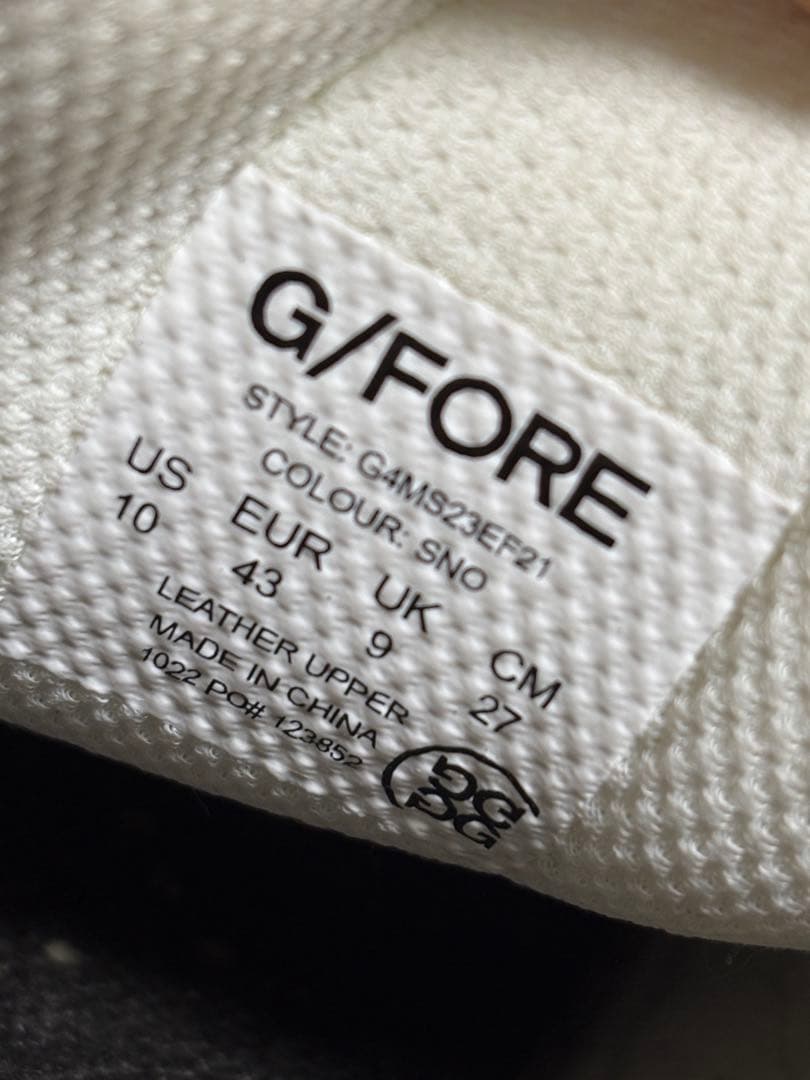 G/FORE
STYLE: G4MS23EF21
COLOUR: SNO
US EUR UK CM
10 43 9 27
LEATHER UPPER
MADE IN CHINA
1022 PO# 123852
GGGG